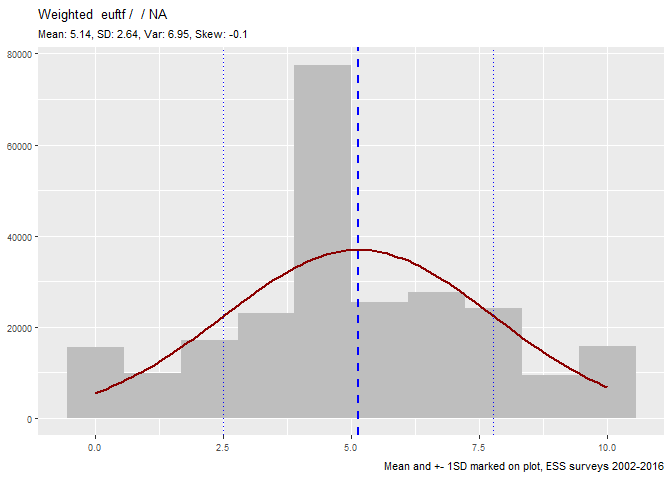 Weighted  euftf /  / NA
Mean: 5.14, SD: 2.64, Var: 6.95, Skew: -0.1
80000
60000
40000
20000
0
0.0 2.5 5.0 7.5 10.0
Mean and +- 1SD marked on plot, ESS surveys 2002-2016